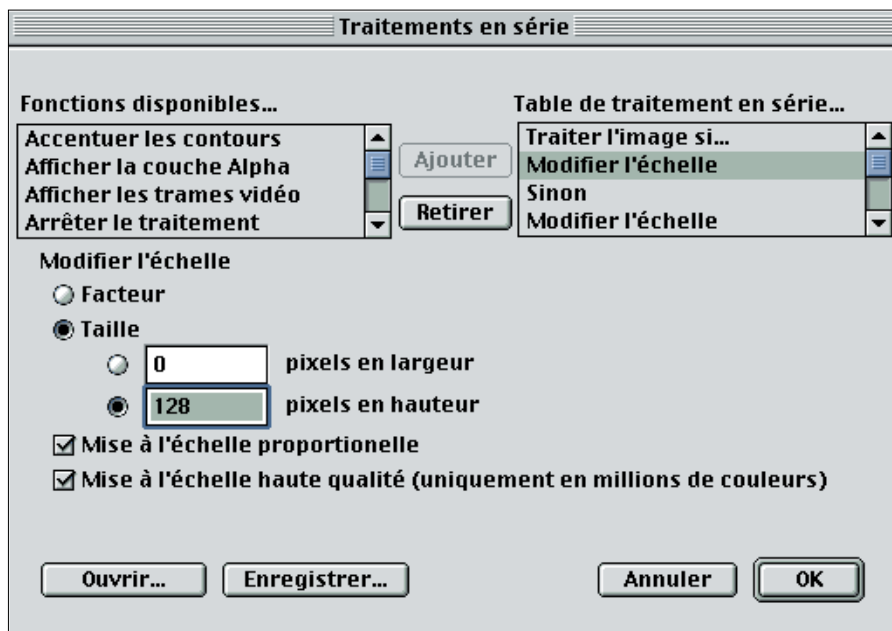 Traitements en série
Fonctions disponibles...
Table de traitement en série...
Accentuer les contours
Afficher la couche Alpha
Afficher les trames vidéo
Arrêter le traitement
Ajouter
Retirer
Traiter l'image si...
Modifier l'échelle
Sinon
Modifier l'échelle
Modifier l'échelle
Facteur
Taille
0 pixels en largeur
128 pixels en hauteur
Mise à l'échelle proportionelle
Mise à l'échelle haute qualité (uniquement en millions de couleurs)
Ouvrir... Enregistrer... Annuler OK